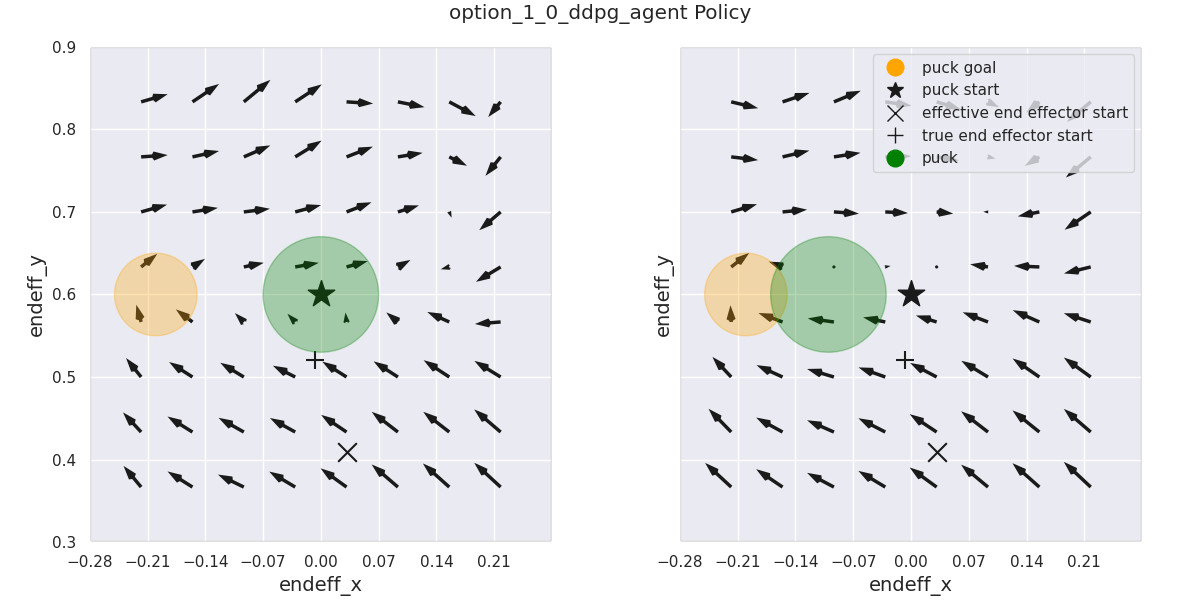 option_1_0_ddpg_agent Policy
0.9
0.8
0.7
0.6
0.5
0.4
0.3
endeff_y
−0.28 −0.21 −0.14 −0.07 0.00 0.07 0.14 0.21
endeff_x
puck goal
puck start
effective end effector start
true end effector start
puck
endeff_y
−0.28 −0.21 −0.14 −0.07 0.00 0.07 0.14 0.21
endeff_x